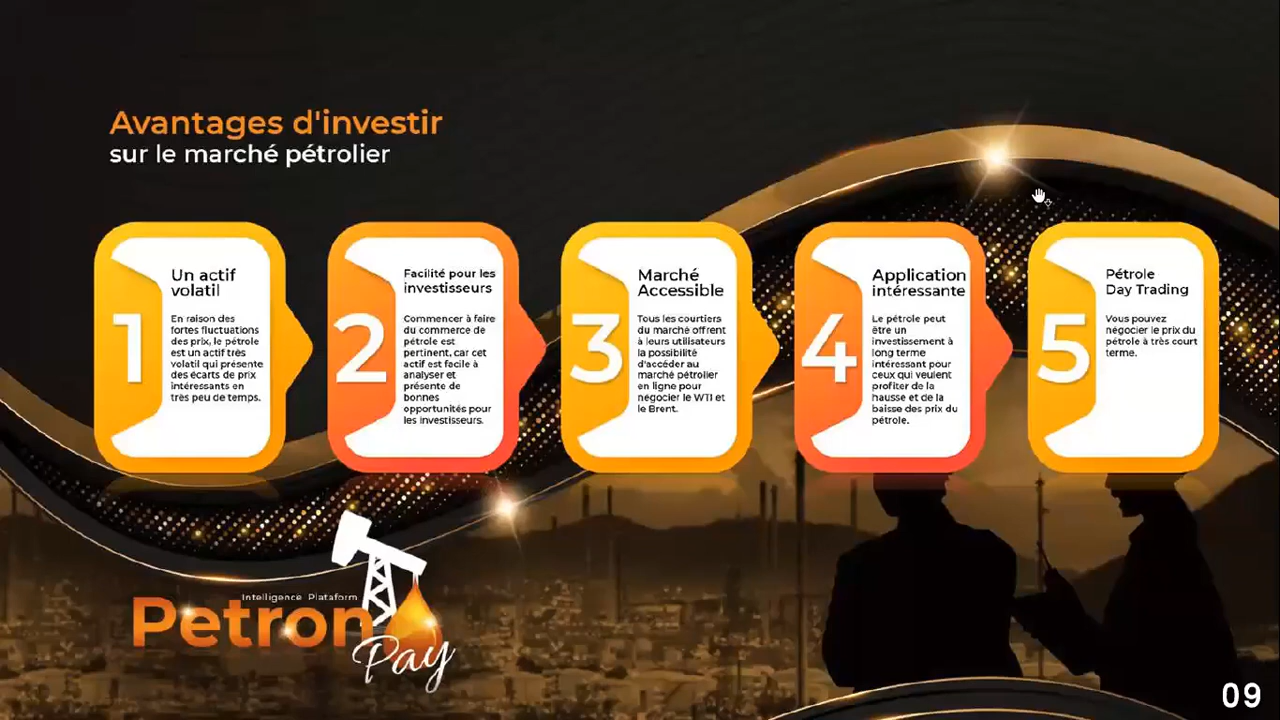 Avantages d'investir
sur le marché pétrolier
1
Un actif
volatil
En raison des
fortes fluctuations
des prix, le pétrole
est un actif très
volatil qui présente
des écarts de prix
intéressants en
très peu de temps.
2
Facilité pour les
investisseurs
Commencer à faire
du commerce de
pétrole est
pertinent, car cet
actif est facile à
analyser et
présente de
bonnes
opportunités pour
les investisseurs.
3
Marché
Accessible
Tous les courtiers
du marché offrent
à leurs utilisateurs
la possibilité
d'accéder au
marché pétrolier
en ligne pour
négocier le WTI et
le Brent.
4
Application
intéressante
Le pétrole peut
être un
investissement à
long terme
intéressant pour
ceux qui veulent
profiter de la
hausse et de la
baisse des prix du
pétrole.
5
Pétrole
Day Trading
Vous pouvez
négocier le prix du
pétrole à très court
terme.
Intelligence Plataform
Petron
Pay
09